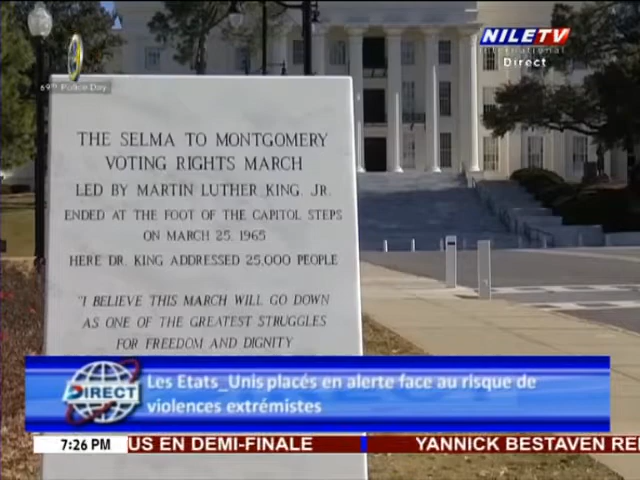 NILETV
International
Direct
69th Police Day
THE SELMA TO MONTGOMERY
VOTING RIGHTS MARCH
LED BY MARTIN LUTHER KING, JR.
ENDED AT THE FOOT OF THE CAPITOL STEPS
ON MARCH 25, 1965
HERE DR. KING ADDRESSED 25,000 PEOPLE
"I BELIEVE THIS MARCH WILL GO DOWN
AS ONE OF THE GREATEST STRUGGLES
FOR FREEDOM AND DIGNITY
DIRECT
Les Etats_Unis placés en alerte face au risque de
violences extrémistes
7:26 PM US EN DEMI-FINALE YANNICK BESTAVEN RE